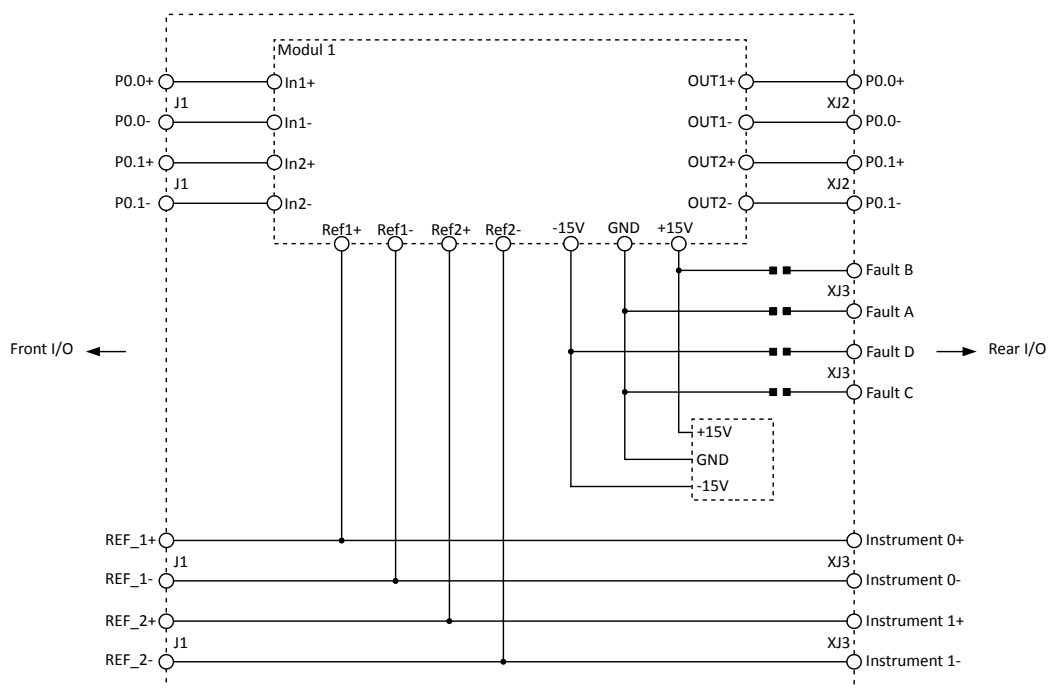 Modul 1
P0.0+ In1+ OUT1+ P0.0+
J1 XJ2
P0.0- In1- OUT1- P0.0-
P0.1+ In2+ OUT2+ P0.1+
J1 XJ2
P0.1- In2- OUT2- P0.1-
Ref1+ Ref1- Ref2+ Ref2- -15V GND +15V
Fault B
XJ3
Fault A
Front I/O Fault D Rear I/O
XJ3
Fault C
+15V
GND
-15V
REF_1+ Instrument 0+
J1 XJ3
REF_1- Instrument 0-
REF_2+ Instrument 1+
J1 XJ3
REF_2- Instrument 1-